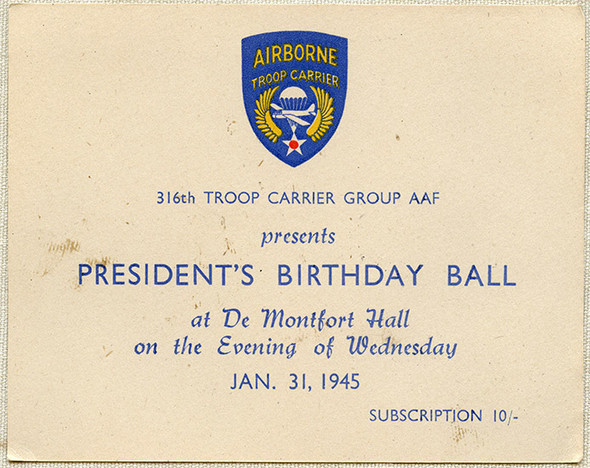 AIRBORNE
TROOP CARRIER
316th TROOP CARRIER GROUP AAF
presents
PRESIDENT'S BIRTHDAY BALL
at De Montfort Hall
on the Evening of Wednesday
JAN. 31, 1945
SUBSCRIPTION 10/-